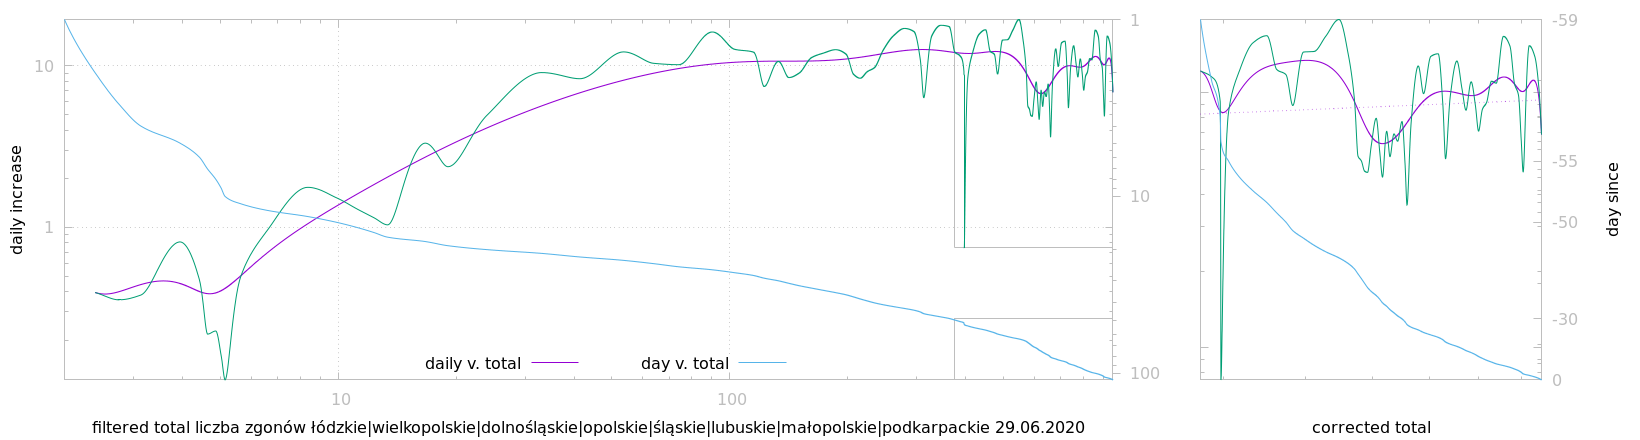 daily increase
10
1
daily v. total
day v. total
10
100
1
10
100
filtered total liczba zgonów łódzkie|wielkopolskie|dolnośląskie|opolskie|śląskie|lubuskie|małopolskie|podkarpackie 29.06.2020
-59
-55
-50
-30
0
day since
corrected total